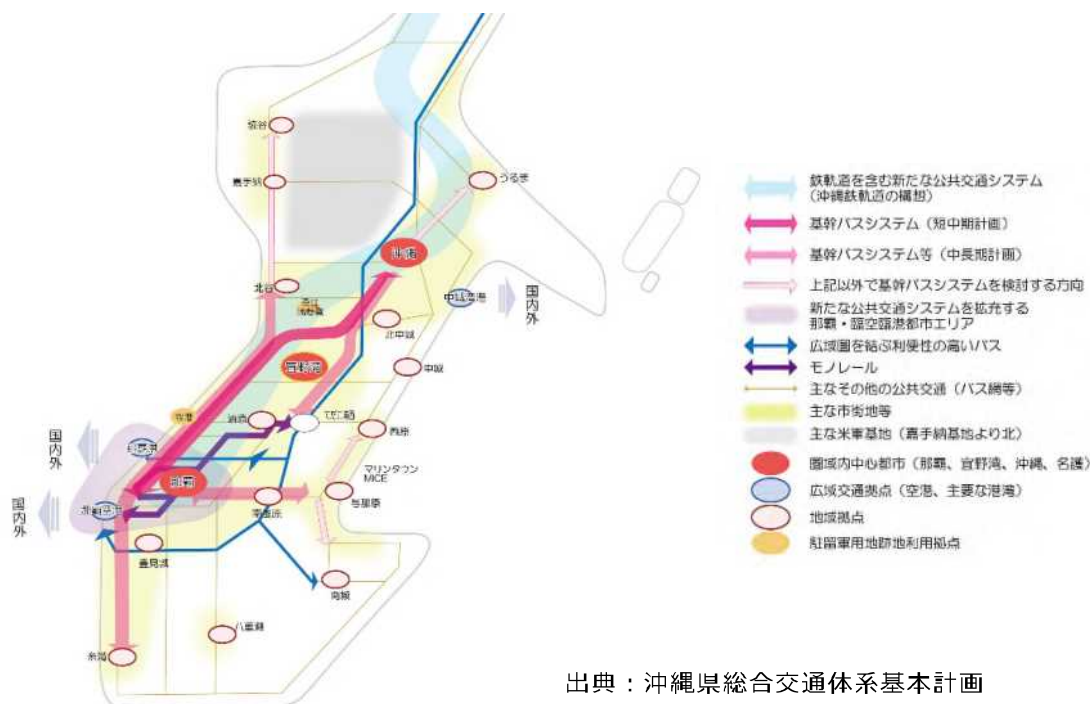 読谷
嘉手納
うるま
沖縄
北谷
中城湾港
国内外
北中城
宜野湾
中城
浦添
てだこ浦西
西原
国内外
那覇港
那覇
マリンタウン
MICE
与那原
南風原
国内外
那覇空港
豊見城
南城
八重瀬
糸満
鉄軌道を含む新たな公共交通システム
(沖縄鉄軌道の構想)
基幹バスシステム(短中期計画)
基幹バスシステム等(中長期計画)
上記以外で基幹バスシステムを検討する方向
新たな公共交通システムを拡充する
那覇・臨空臨港都市エリア
広域圏を結ぶ利便性の高いバス
モノレール
主なその他の公共交通(バス網等)
主な市街地等
主な米軍基地(嘉手納基地より北)
圏域内中心都市(那覇、宜野湾、沖縄、名護)
広域交通拠点(空港、主要な港湾)
地域拠点
駐留軍用地跡地利用拠点
出典:沖縄県総合交通体系基本計画